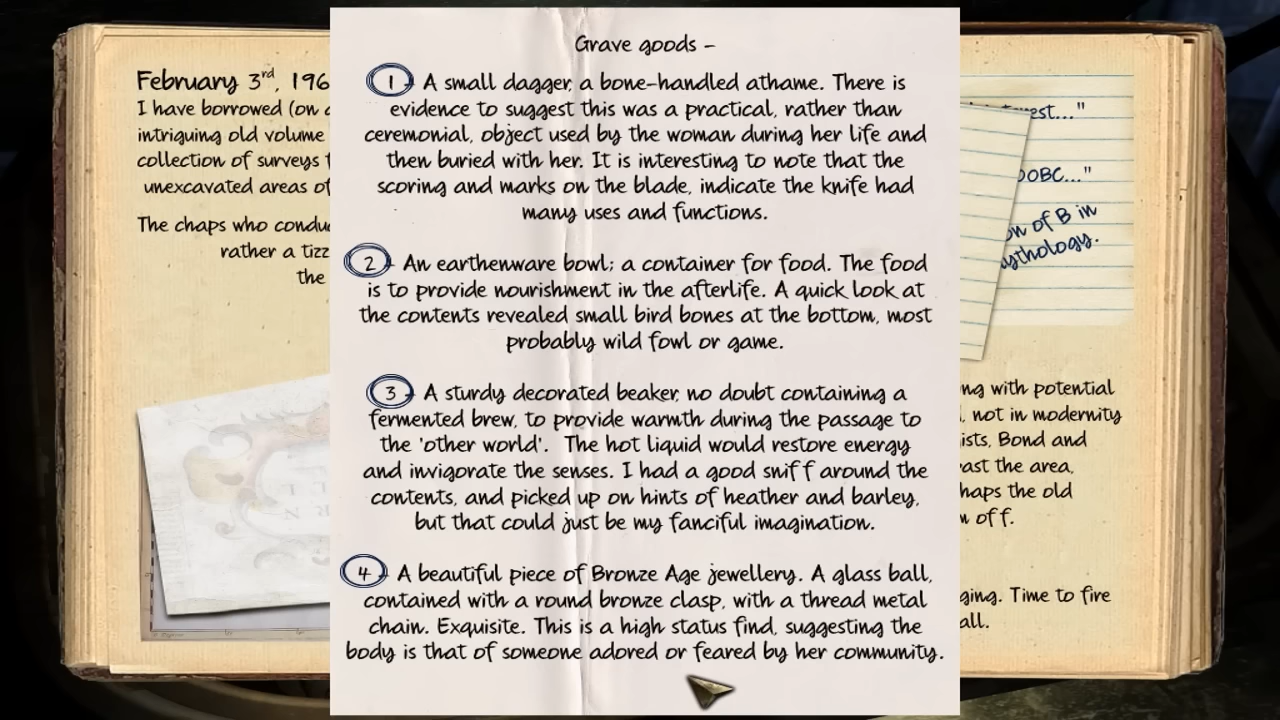 Grave goods –
1 A small dagger, a bone-handled athame. There is
evidence to suggest this was a practical, rather than
ceremonial, object used by the woman during her life and
then buried with her. It is interesting to note that the
scoring and marks on the blade, indicate the knife had
many uses and functions.
2 An earthenware bowl; a container for food. The food
is to provide nourishment in the afterlife. A quick look at
the contents revealed small bird bones at the bottom, most
probably wild fowl or game.
3 A sturdy decorated beaker, no doubt containing a
fermented brew, to provide warmth during the passage to
the 'other world'. The hot liquid would restore energy
and invigorate the senses. I had a good sniff around the
contents, and picked up on hints of heather and barley,
but that could just be my fanciful imagination.
4 A beautiful piece of Bronze Age jewellery. A glass ball,
contained with a round bronze clasp, with a thread metal
chain. Exquisite. This is a high status find, suggesting the
body is that of someone adored or feared by her community.
February 3rd, 196
I have borrowed (on
intriguing old volume
collection of surveys
unexcavated areas of
The chaps who condu
rather a tizz
the
est..."
OBC..."
on of B in
ythology.
ng with potential
, not in modernity
ists, Bond and
ast the area,
haps the old
off.
ging. Time to fire
all.